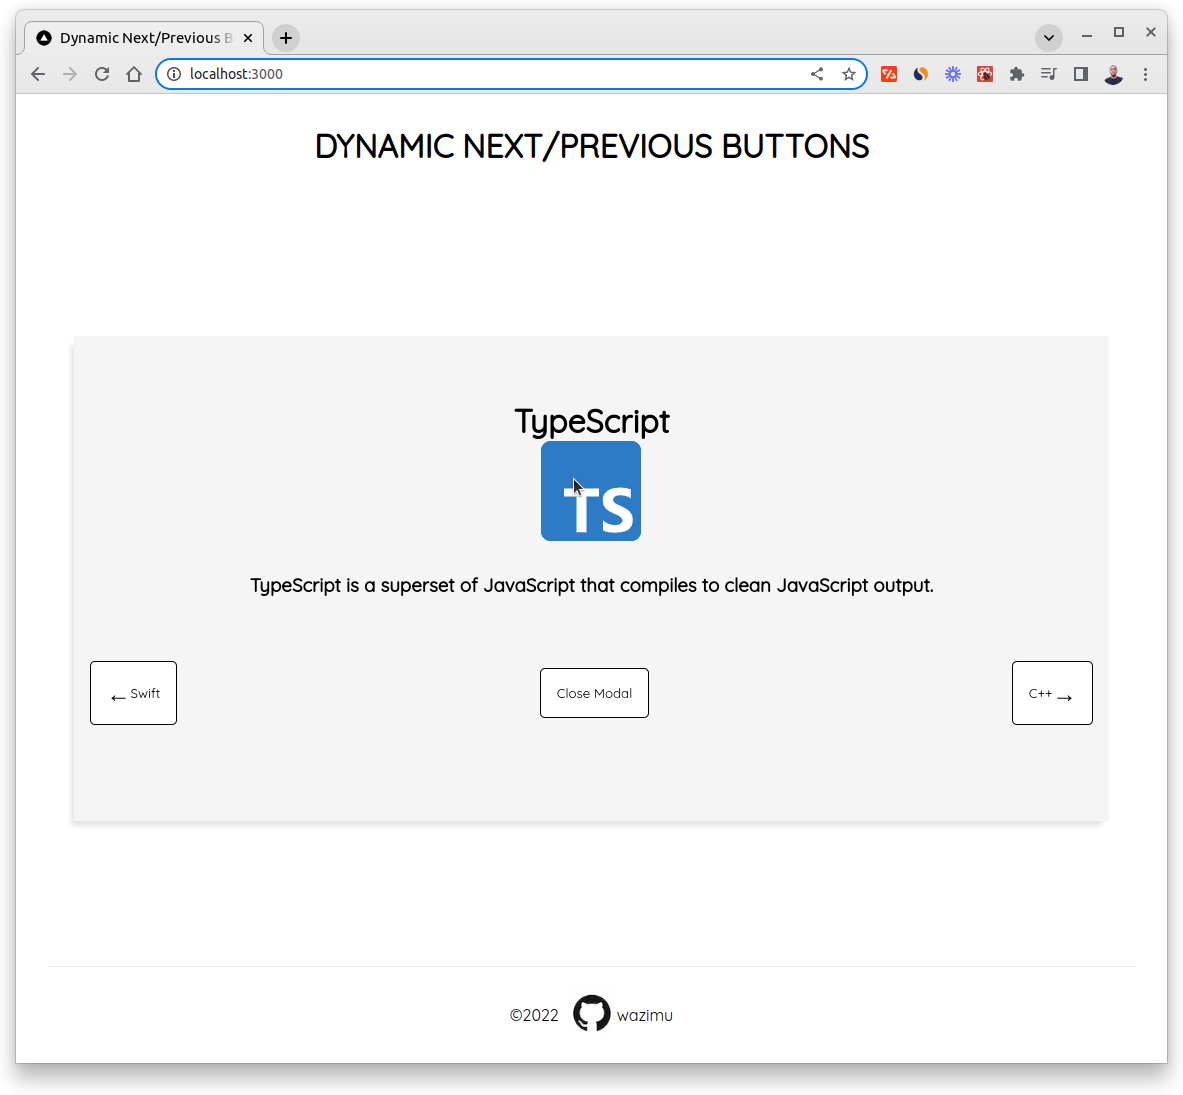 Dynamic Next/Previous B
localhost:3000
DYNAMIC NEXT/PREVIOUS BUTTONS
TypeScript
TS
TypeScript is a superset of JavaScript that compiles to clean JavaScript output.
← Swift
Close Modal
C++ →
©2022 wazimu